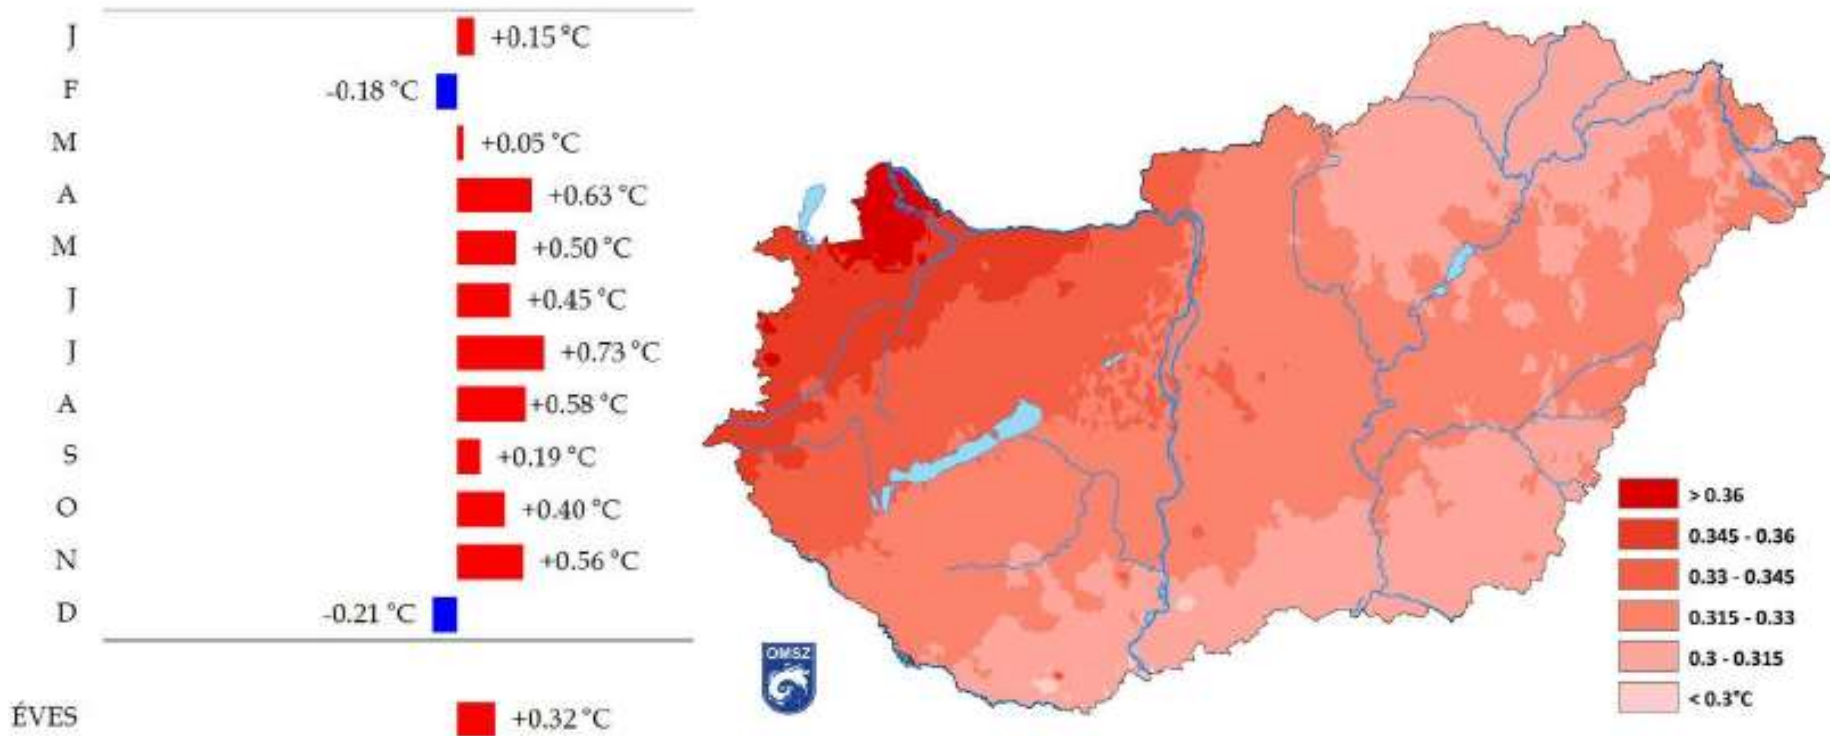 J +0.15 °C
F -0.18 °C
M +0.05 °C
A +0.63 °C
M +0.50 °C
J +0.45 °C
J +0.73 °C
A +0.58 °C
S +0.19 °C
O +0.40 °C
N +0.56 °C
D -0.21 °C
ÉVES +0.32 °C
OMSZ
> 0.36
0.345 - 0.36
0.33 - 0.345
0.315 - 0.33
0.3 - 0.315
< 0.3°C